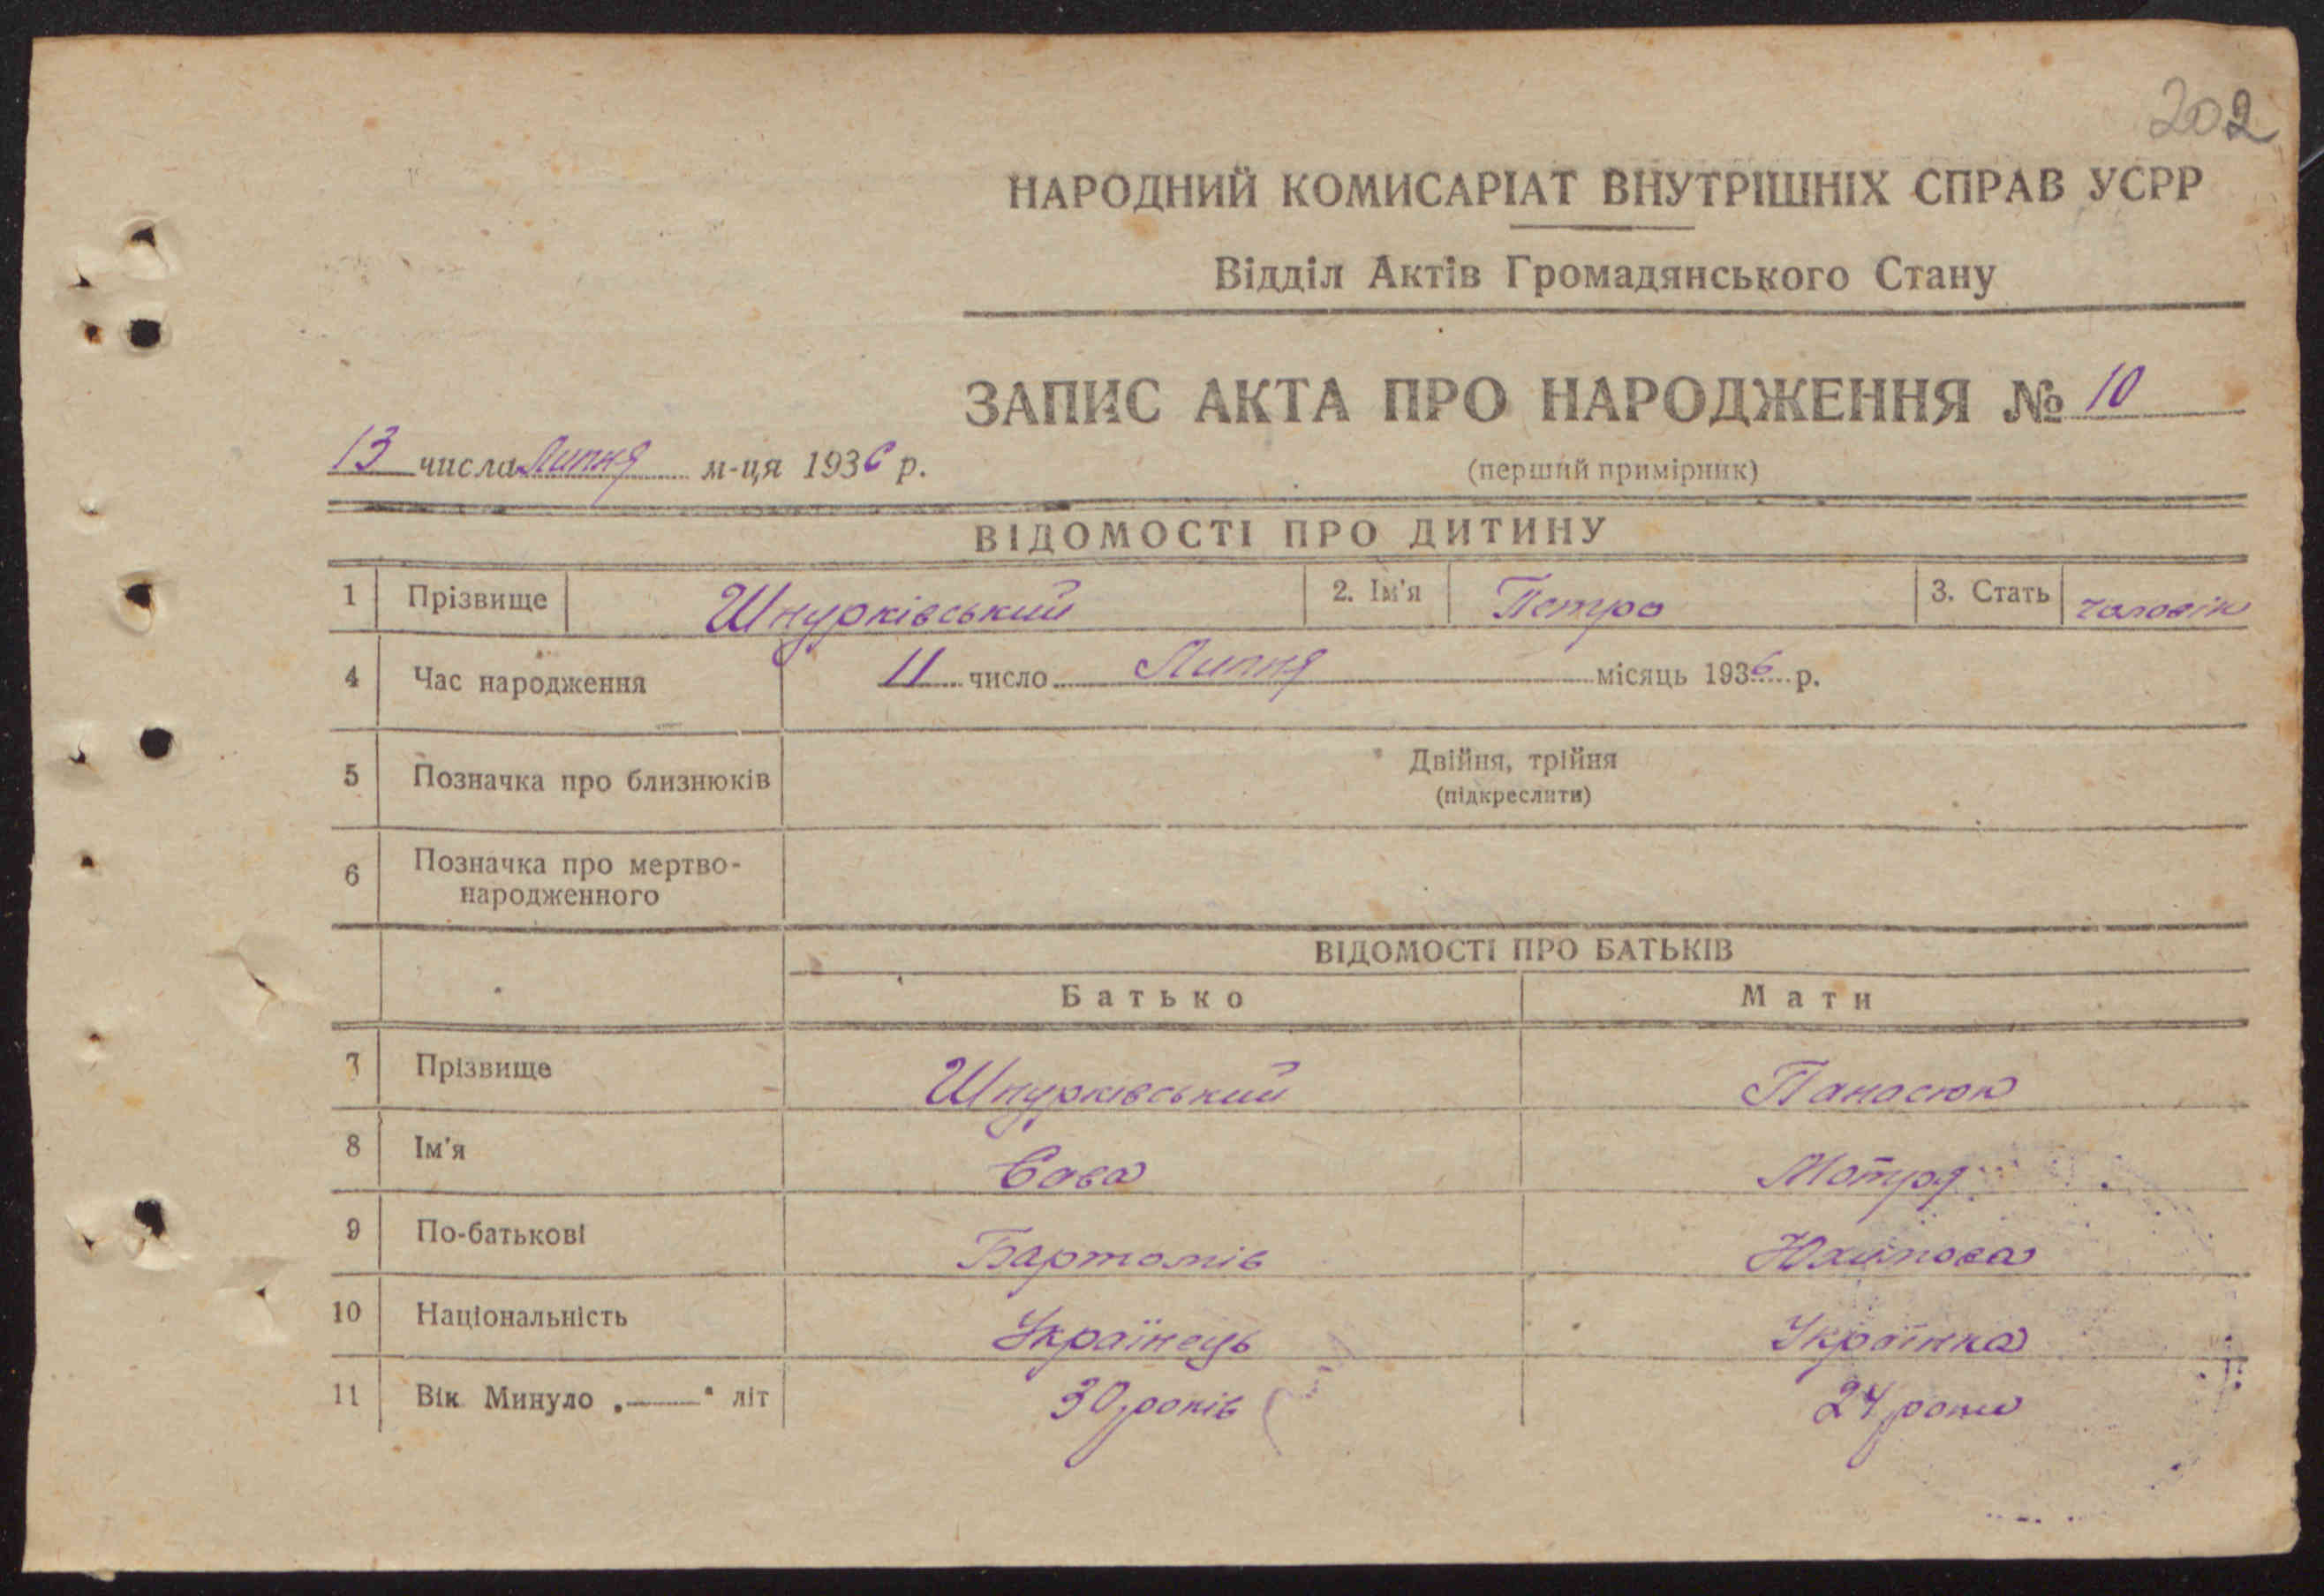 202
НАРОДНИЙ КОМИСАРІАТ ВНУТРІШНІХ СПРАВ УСРР
Відділ Актів Громадянського Стану
ЗАПИС АКТА ПРО НАРОДЖЕННЯ № 10
13 числа Липня м-ця 1936 р.
(перший примірник)
ВІДОМОСТІ ПРО ДИТИНУ
1 Прізвище Шнурківський 2. Ім'я Петро 3. Стать чоловік
4 Час народження 11 число Липня місяць 1936 р.
5 Позначка про близнюків Двійня, трійня
(підкреслити)
6 Позначка про мертво-
народженного
ВІДОМОСТІ ПРО БАТЬКІВ
Батько Мати
7 Прізвище Шнурківський Панасюк
8 Ім'я Сава Мотря
9 По-батькові Бартомів Юхимова
10 Національність Українець Українка
11 Вік Минуло „——" літ 30 років 24 роки